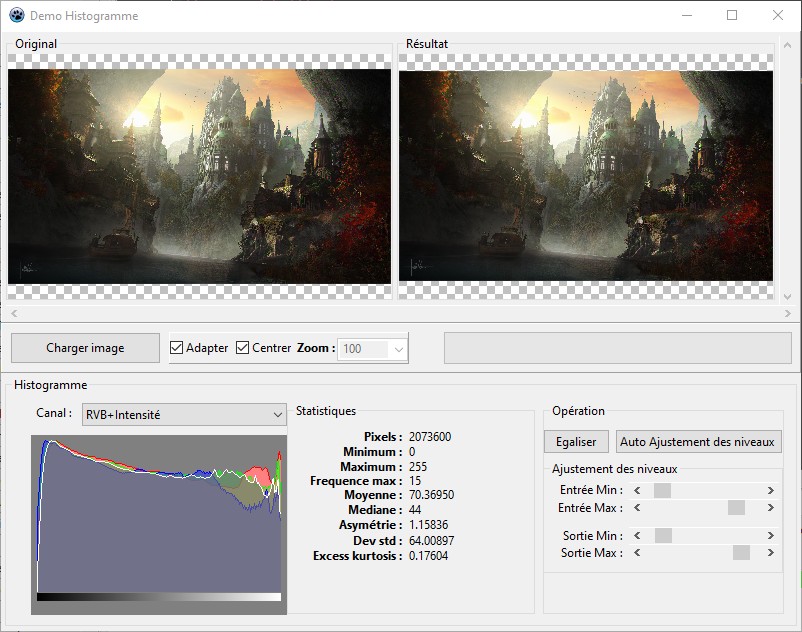 Demo Histogramme
Original
Résultat
Charger image
Adapter
Centrer
Zoom :
100
Histogramme
Canal :
RVB+Intensité
Statistiques
Pixels : 2073600
Minimum : 0
Maximum : 255
Frequence max : 15
Moyenne : 70.36950
Mediane : 44
Asymétrie : 1.15836
Dev std : 64.00897
Excess kurtosis : 0.17604
Opération
Egaliser
Auto Ajustement des niveaux
Ajustement des niveaux
Entrée Min :
Entrée Max :
Sortie Min :
Sortie Max :